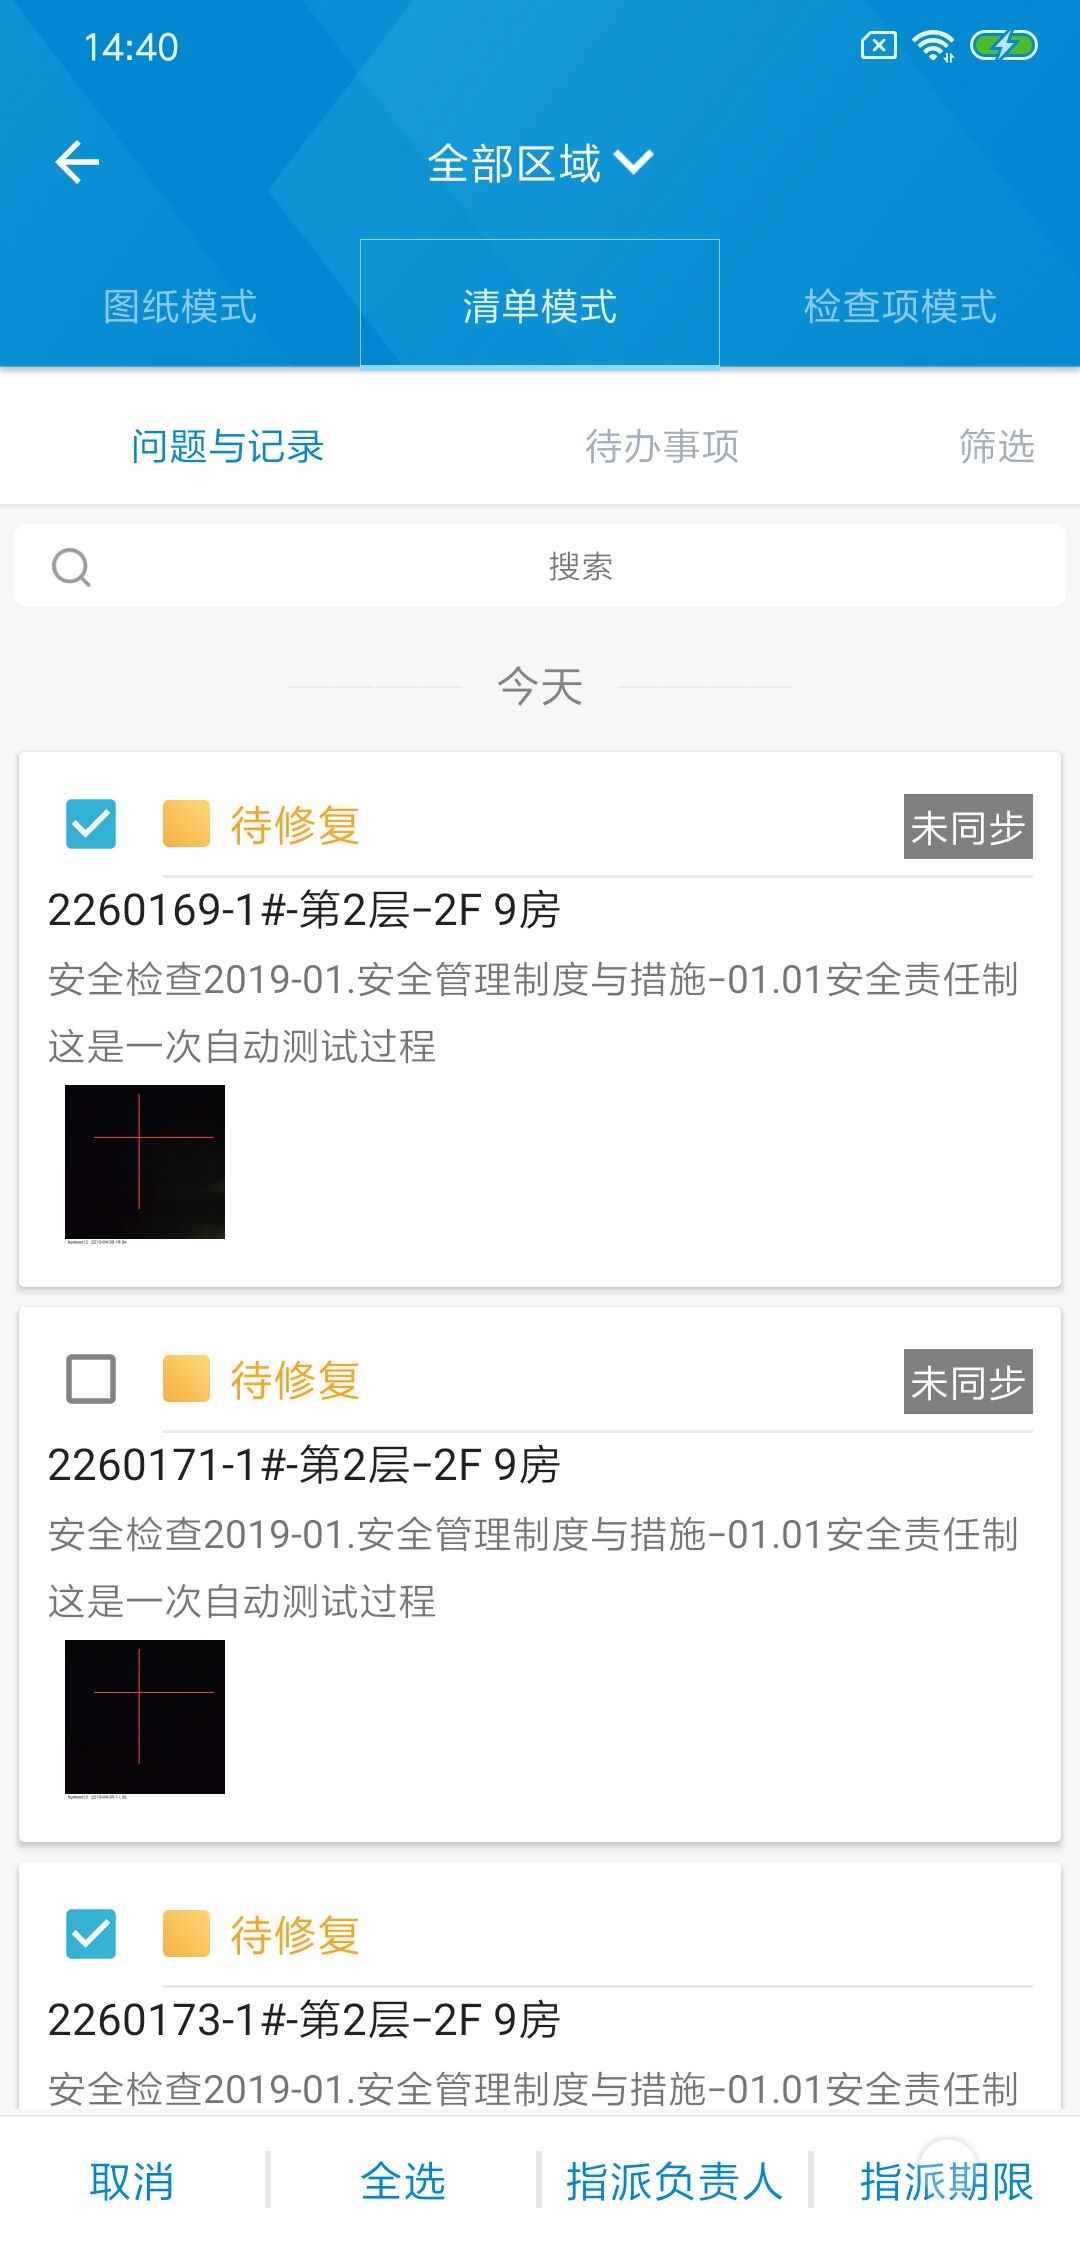 14:40
全部区域
图纸模式
清单模式
检查项模式
问题与记录
待办事项
筛选
搜索
今天
待修复
未同步
2260169-1#-第2层-2F 9房
安全检查2019-01.安全管理制度与措施-01.01安全责任制
这是一次自动测试过程
待修复
未同步
2260171-1#-第2层-2F 9房
安全检查2019-01.安全管理制度与措施-01.01安全责任制
这是一次自动测试过程
待修复
2260173-1#-第2层-2F 9房
安全检查2019-01.安全管理制度与措施-01.01安全责任制
取消
全选
指派负责人
指派期限